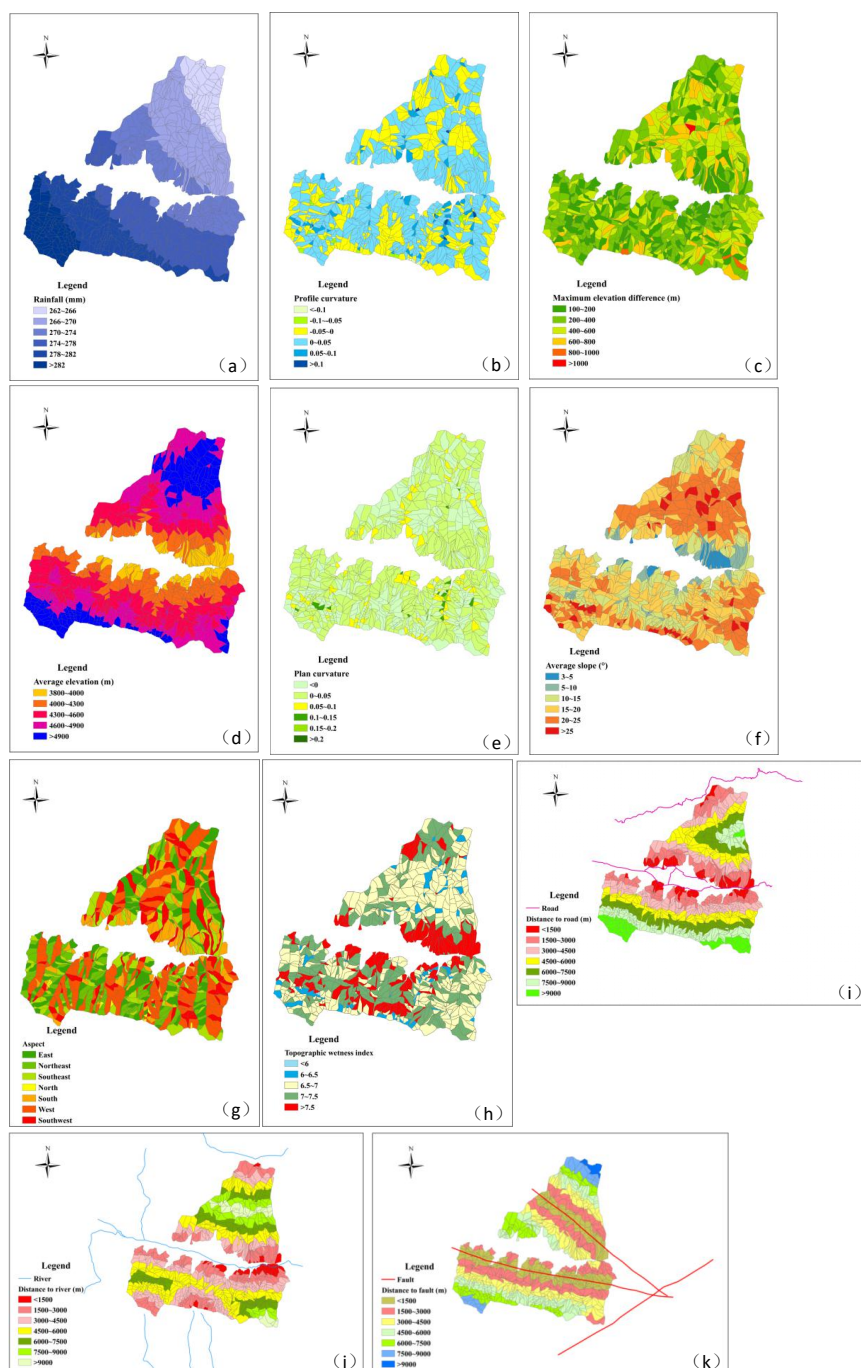 N
Legend
Rainfall (mm)
262~266
266~270
270~274
274~278
278~282
>282
(a)
N
Legend
Profile curvature
<-0.1
-0.1~-0.05
-0.05~0
0~0.05
0.05~0.1
>0.1
(b)
N
Legend
Maximum elevation difference (m)
100~200
200~400
400~600
600~800
800~1000
>1000
(c)
N
Legend
Average elevation (m)
3800~4000
4000~4300
4300~4600
4600~4900
>4900
(d)
N
Legend
Plan curvature
<0
0~0.05
0.05~0.1
0.1~0.15
0.15~0.2
>0.2
(e)
N
Legend
Average slope (°)
3~5
5~10
10~15
15~20
20~25
>25
(f)
N
Legend
Aspect
East
Northeast
Southeast
North
South
West
Southwest
(g)
N
Legend
Topographic wetness index
<6
6~6.5
6.5~7
7~7.5
>7.5
(h)
N
Legend
Road
Distance to road (m)
<1500
1500~3000
3000~4500
4500~6000
6000~7500
7500~9000
>9000
(i)
N
Legend
River
Distance to river (m)
<1500
1500~3000
3000~4500
4500~6000
6000~7500
7500~9000
>9000
(j)
N
Legend
Fault
Distance to fault (m)
<1500
1500~3000
3000~4500
4500~6000
6000~7500
7500~9000
>9000
(k)